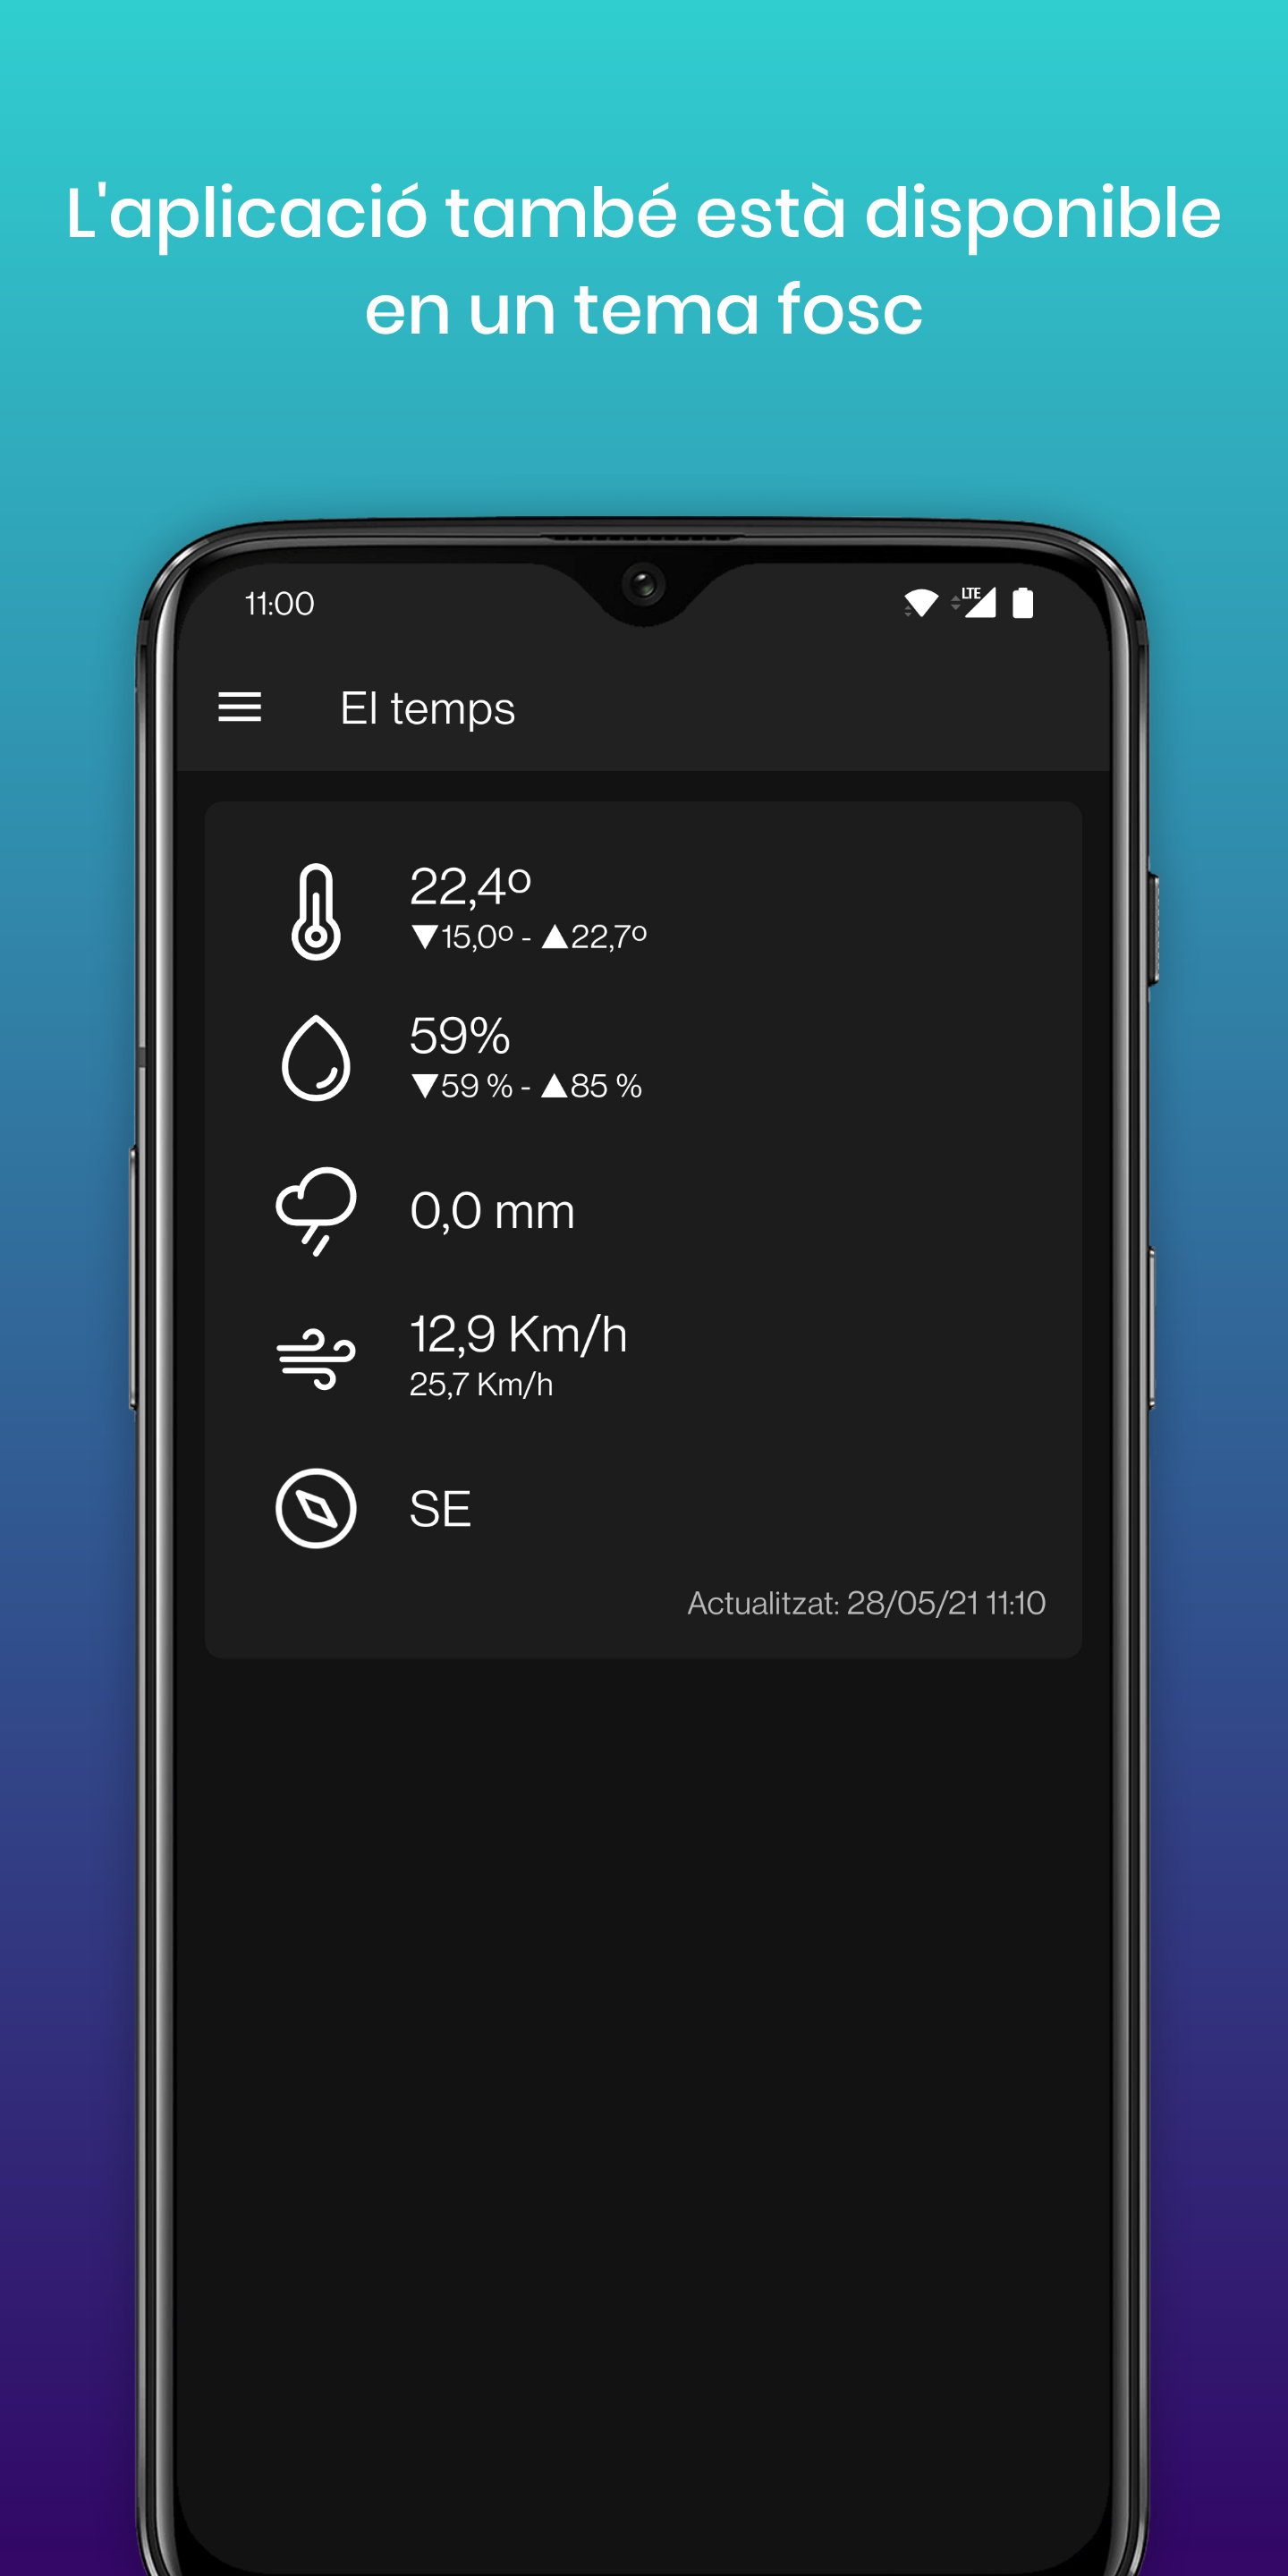 L'aplicació també està disponible
en un tema fosc
11:00
LTE
El temps
22,4º
▼15,0º - ▲22,7º
59%
▼59 % - ▲85 %
0,0 mm
12,9 Km/h
25,7 Km/h
SE
Actualitzat: 28/05/21 11:10